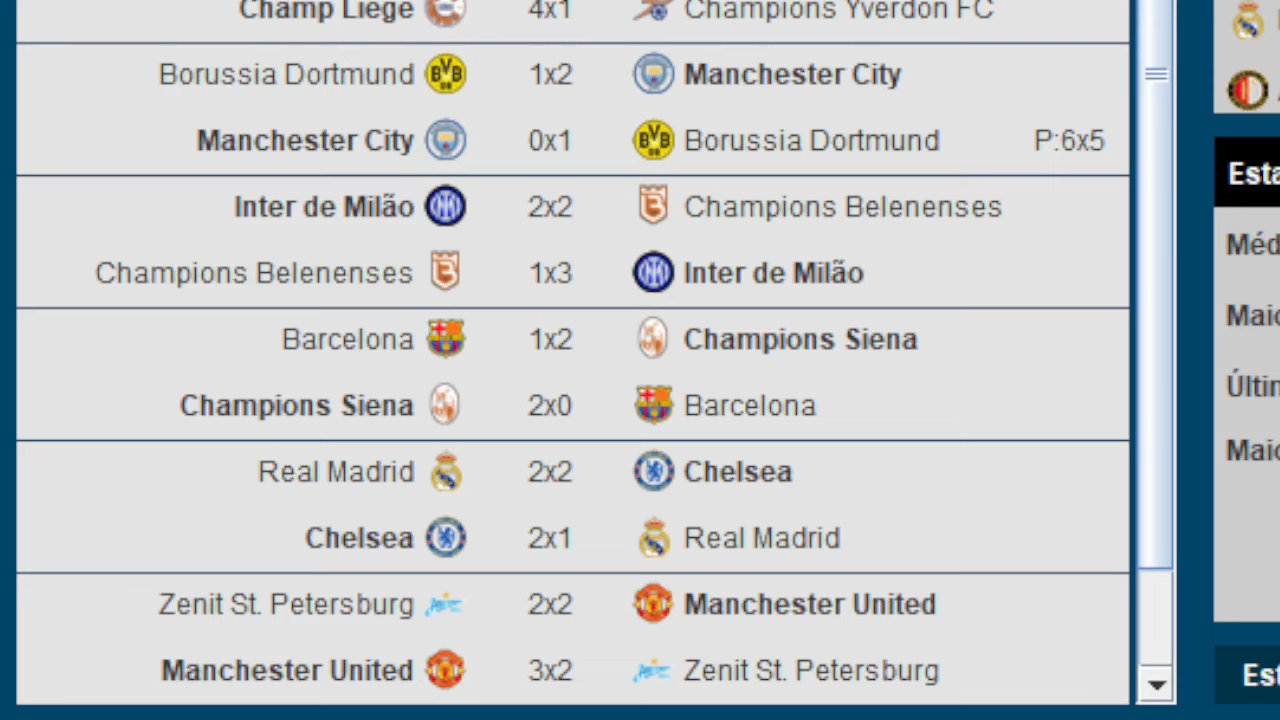 Champ Liege 4x1 Champions Yverdon FC
Borussia Dortmund 1x2 Manchester City
Manchester City 0x1 Borussia Dortmund P:6x5
Inter de Milão 2x2 Champions Belenenses
Champions Belenenses 1x3 Inter de Milão
Barcelona 1x2 Champions Siena
Champions Siena 2x0 Barcelona
Real Madrid 2x2 Chelsea
Chelsea 2x1 Real Madrid
Zenit St. Petersburg 2x2 Manchester United
Manchester United 3x2 Zenit St. Petersburg
Esta
Méd
Maio
Últin
Maio
Est